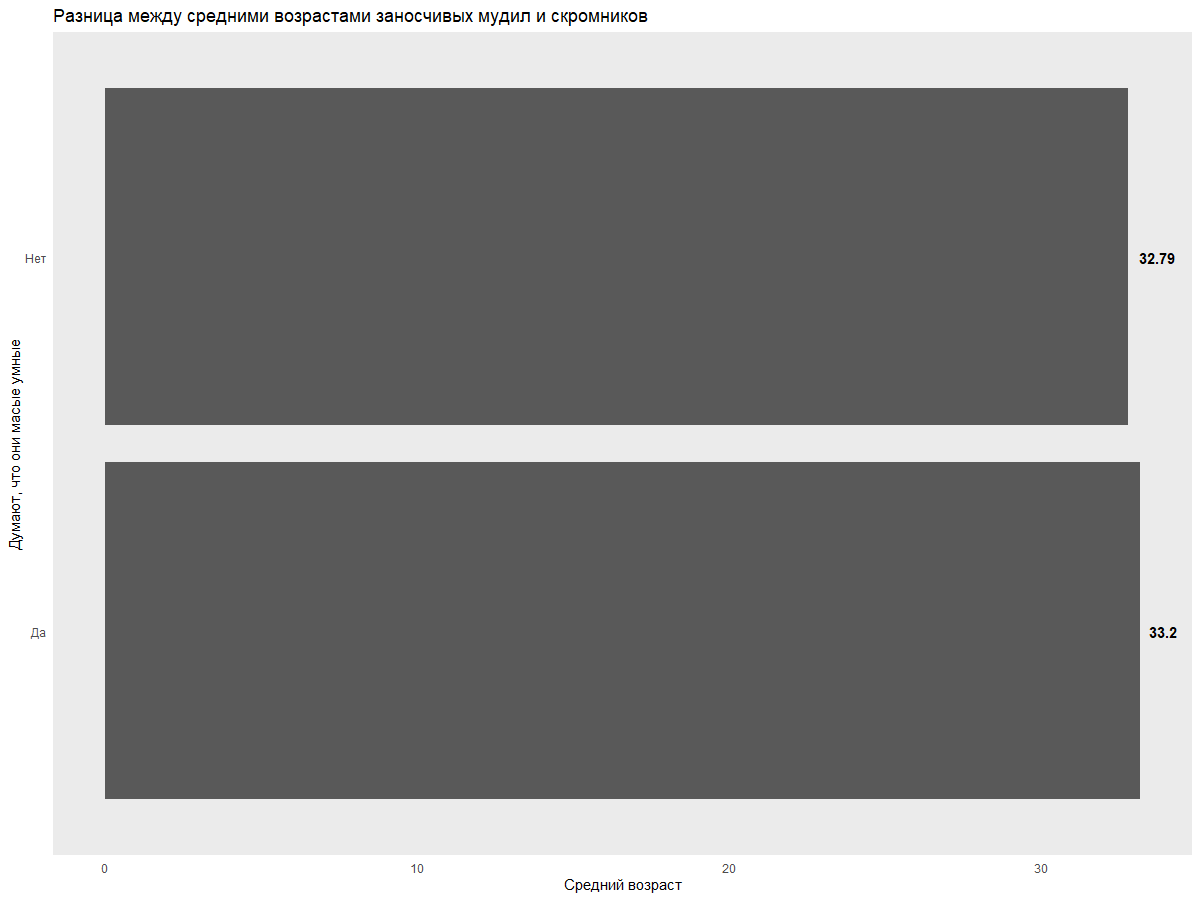 Разница между средними возрастами заносчивых мудил и скромников
Думают, что они масые умные
Нет
32.79
Да
33.2
0
10
20
30
Средний возраст